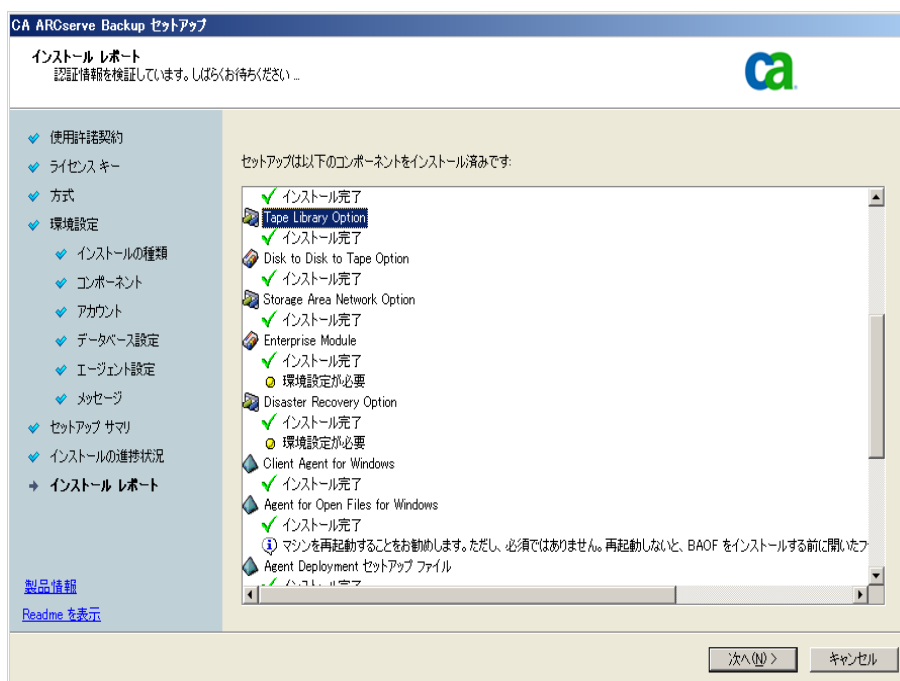 CA ARCserve Backup セットアップ
インストール レポート
認証情報を検証しています。しばらくお待ちください ...
ca
使用許諾契約
ライセンス キー
方式
環境設定
インストールの種類
コンポーネント
アカウント
データベース設定
エージェント設定
メッセージ
セットアップ サマリ
インストールの進捗状況
インストール レポート
製品情報
Readme を表示
セットアップは以下のコンポーネントをインストール済みです:
インストール完了
Tape Library Option
インストール完了
Disk to Disk to Tape Option
インストール完了
Storage Area Network Option
インストール完了
Enterprise Module
インストール完了
環境設定が必要
Disaster Recovery Option
インストール完了
環境設定が必要
Client Agent for Windows
インストール完了
Agent for Open Files for Windows
インストール完了
マシンを再起動することをお勧めします。ただし、必須ではありません。再起動しないと、BAOF をインストールする前に開いたフ
Agent Deployment セットアップ ファイル
インストール完了
次へ(N) >
キャンセル